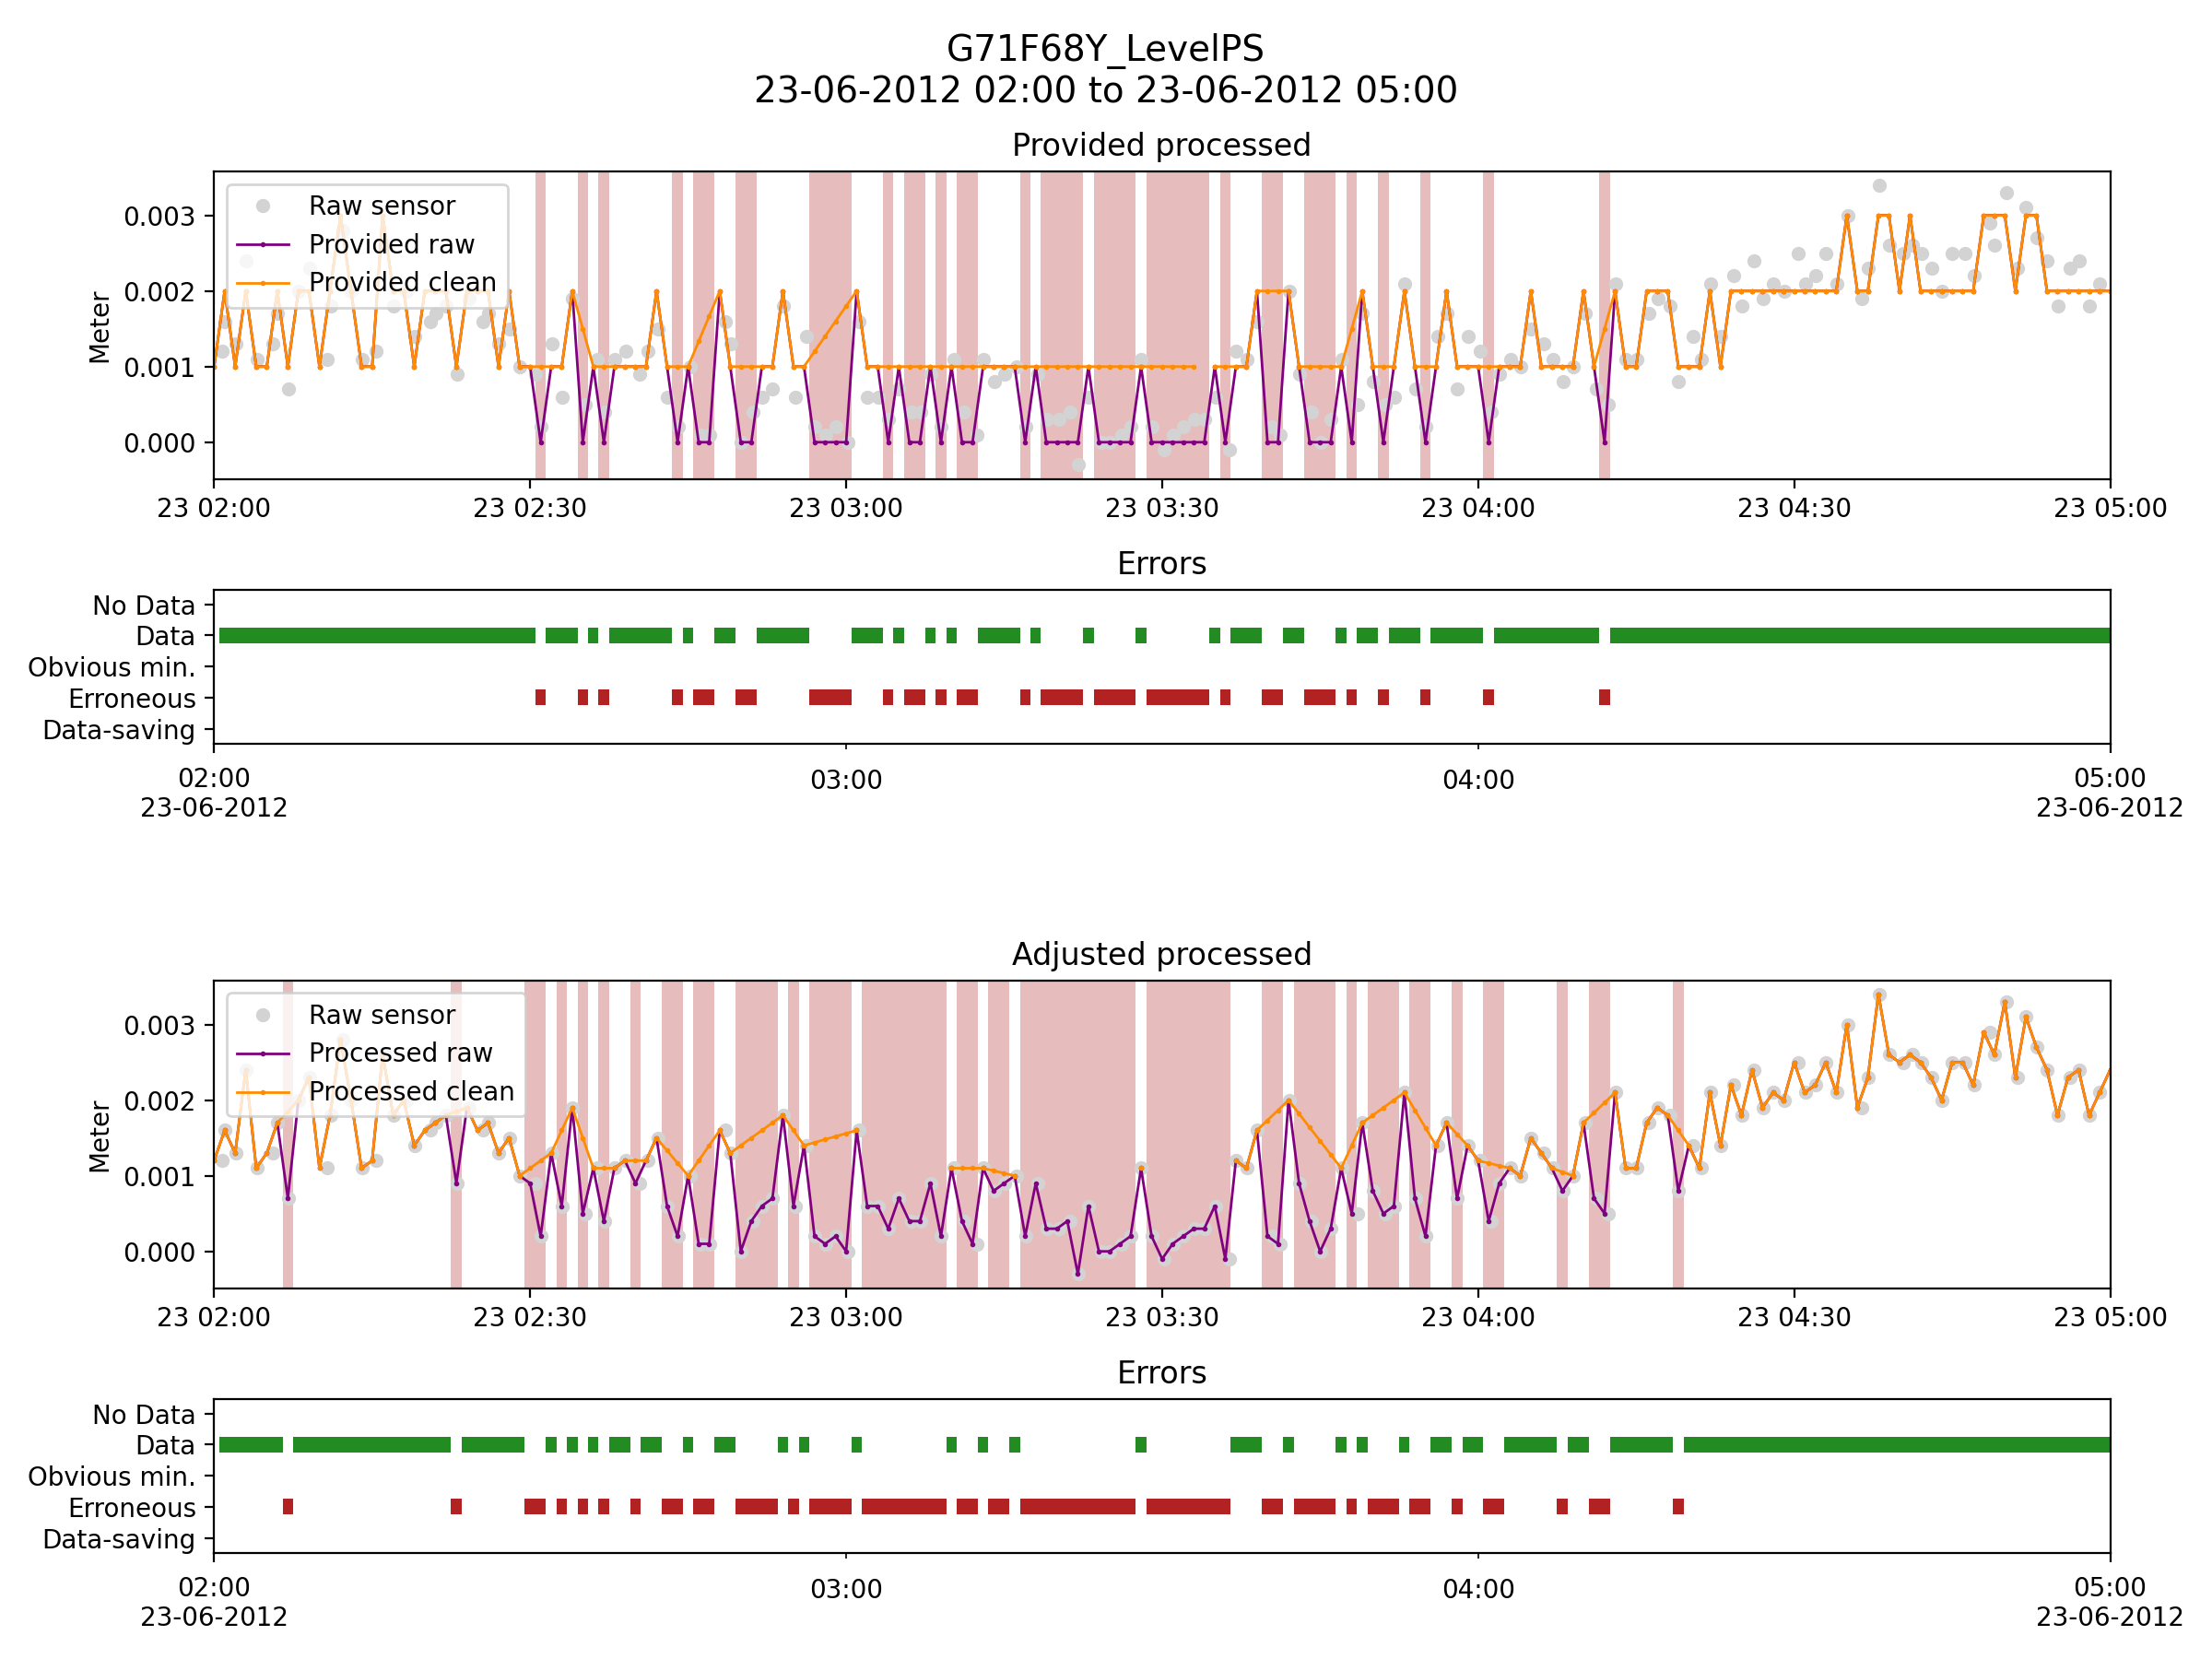 G71F68Y_LevelPS
23-06-2012 02:00 to 23-06-2012 05:00
Provided processed
Meter
0.003
0.002
0.001
0.000
Raw sensor
Provided raw
Provided clean
23 02:00 23 02:30 23 03:00 23 03:30 23 04:00 23 04:30 23 05:00
Errors
No Data
Data
Obvious min.
Erroneous
Data-saving
02:00 03:00 04:00 05:00
23-06-2012 23-06-2012
Adjusted processed
Meter
0.003
0.002
0.001
0.000
Raw sensor
Processed raw
Processed clean
23 02:00 23 02:30 23 03:00 23 03:30 23 04:00 23 04:30 23 05:00
Errors
No Data
Data
Obvious min.
Erroneous
Data-saving
02:00 03:00 04:00 05:00
23-06-2012 23-06-2012